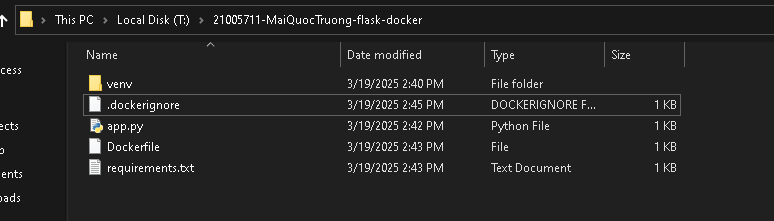 This PC > Local Disk (T:) > 21005711-MaiQuocTruong-flask-docker
Name Date modified Type Size
venv 3/19/2025 2:40 PM File folder
.dockerignore 3/19/2025 2:45 PM DOCKERIGNORE F... 1 KB
app.py 3/19/2025 2:42 PM Python File 1 KB
Dockerfile 3/19/2025 2:43 PM File 1 KB
requirements.txt 3/19/2025 2:43 PM Text Document 1 KB
cess
ects
ents
oads